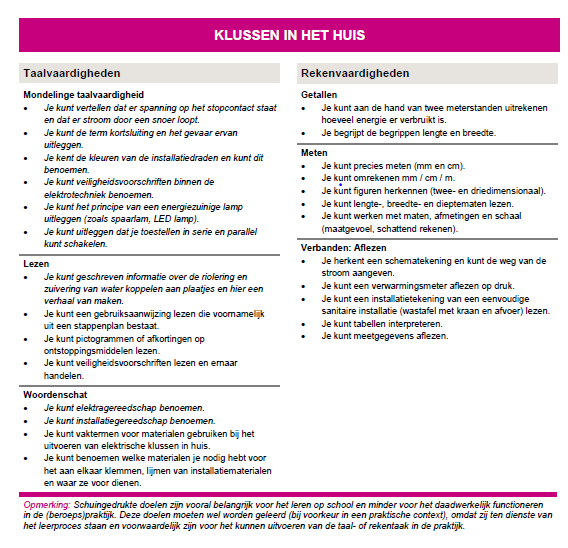 KLUSSEN IN HET HUIS
Taalvaardigheden
Mondelinge taalvaardigheid
• Je kunt vertellen dat er spanning op het stopcontact staat
en dat er stroom door een snoer loopt.
• Je kunt de term kortsluiting en het gevaar ervan
uitleggen.
• Je kent de kleuren van de installatiedraden en kunt dit
benoemen.
• Je kunt veiligheidsvoorschriften binnen de
elektrotechniek benoemen.
• Je kunt het principe van een energiezuinige lamp
uitleggen (zoals spaarlam, LED lamp).
• Je kunt uitleggen dat je toestellen in serie en parallel
kunt schakelen.
Lezen
• Je kunt geschreven informatie over de riolering en
zuivering van water koppelen aan plaatjes en hier een
verhaal van maken.
• Je kunt een gebruiksaanwijzing lezen die voornamelijk
uit een stappenplan bestaat.
• Je kunt pictogrammen of afkortingen op
ontstoppingsmiddelen lezen.
• Je kunt veiligheidsvoorschriften lezen en ernaar
handelen.
Woordenschat
• Je kunt elektragereedschap benoemen.
• Je kunt installatiegereedschap benoemen.
• Je kunt vaktermen voor materialen gebruiken bij het
uitvoeren van elektrische klussen in huis.
• Je kunt benoemen welke materialen je nodig hebt voor
het aan elkaar klemmen, lijmen van installatiematerialen
en waar ze voor dienen.
Rekenvaardigheden
Getallen
• Je kunt aan de hand van twee meterstanden uitrekenen
hoeveel energie er verbruikt is.
• Je begrijpt de begrippen lengte en breedte.
Meten
• Je kunt precies meten (mm en cm).
• Je kunt omrekenen mm / cm / m.
• Je kunt figuren herkennen (twee- en driedimensionaal).
• Je kunt lengte-, breedte- en dieptematen lezen.
• Je kunt werken met maten, afmetingen en schaal
(maatgevoel, schattend rekenen).
Verbanden: Aflezen
• Je herkent een schematekening en kunt de weg van de
stroom aangeven.
• Je kunt een verwarmingsmeter aflezen op druk.
• Je kunt een installatietekening van een eenvoudige
sanitaire installatie (wastafel met kraan en afvoer) lezen.
• Je kunt tabellen interpreteren.
• Je kunt meetgegevens aflezen.
Opmerking: Schuingedrukte doelen zijn vooral belangrijk voor het leren op school en minder voor het daadwerkelijk functioneren
in de (beroeps)praktijk. Deze doelen moeten wel worden geleerd (bij voorkeur in een praktische context), omdat zij ten dienste van
het leerproces staan en voorwaardelijk zijn voor het kunnen uitvoeren van de taal- of rekentaak in de praktijk.